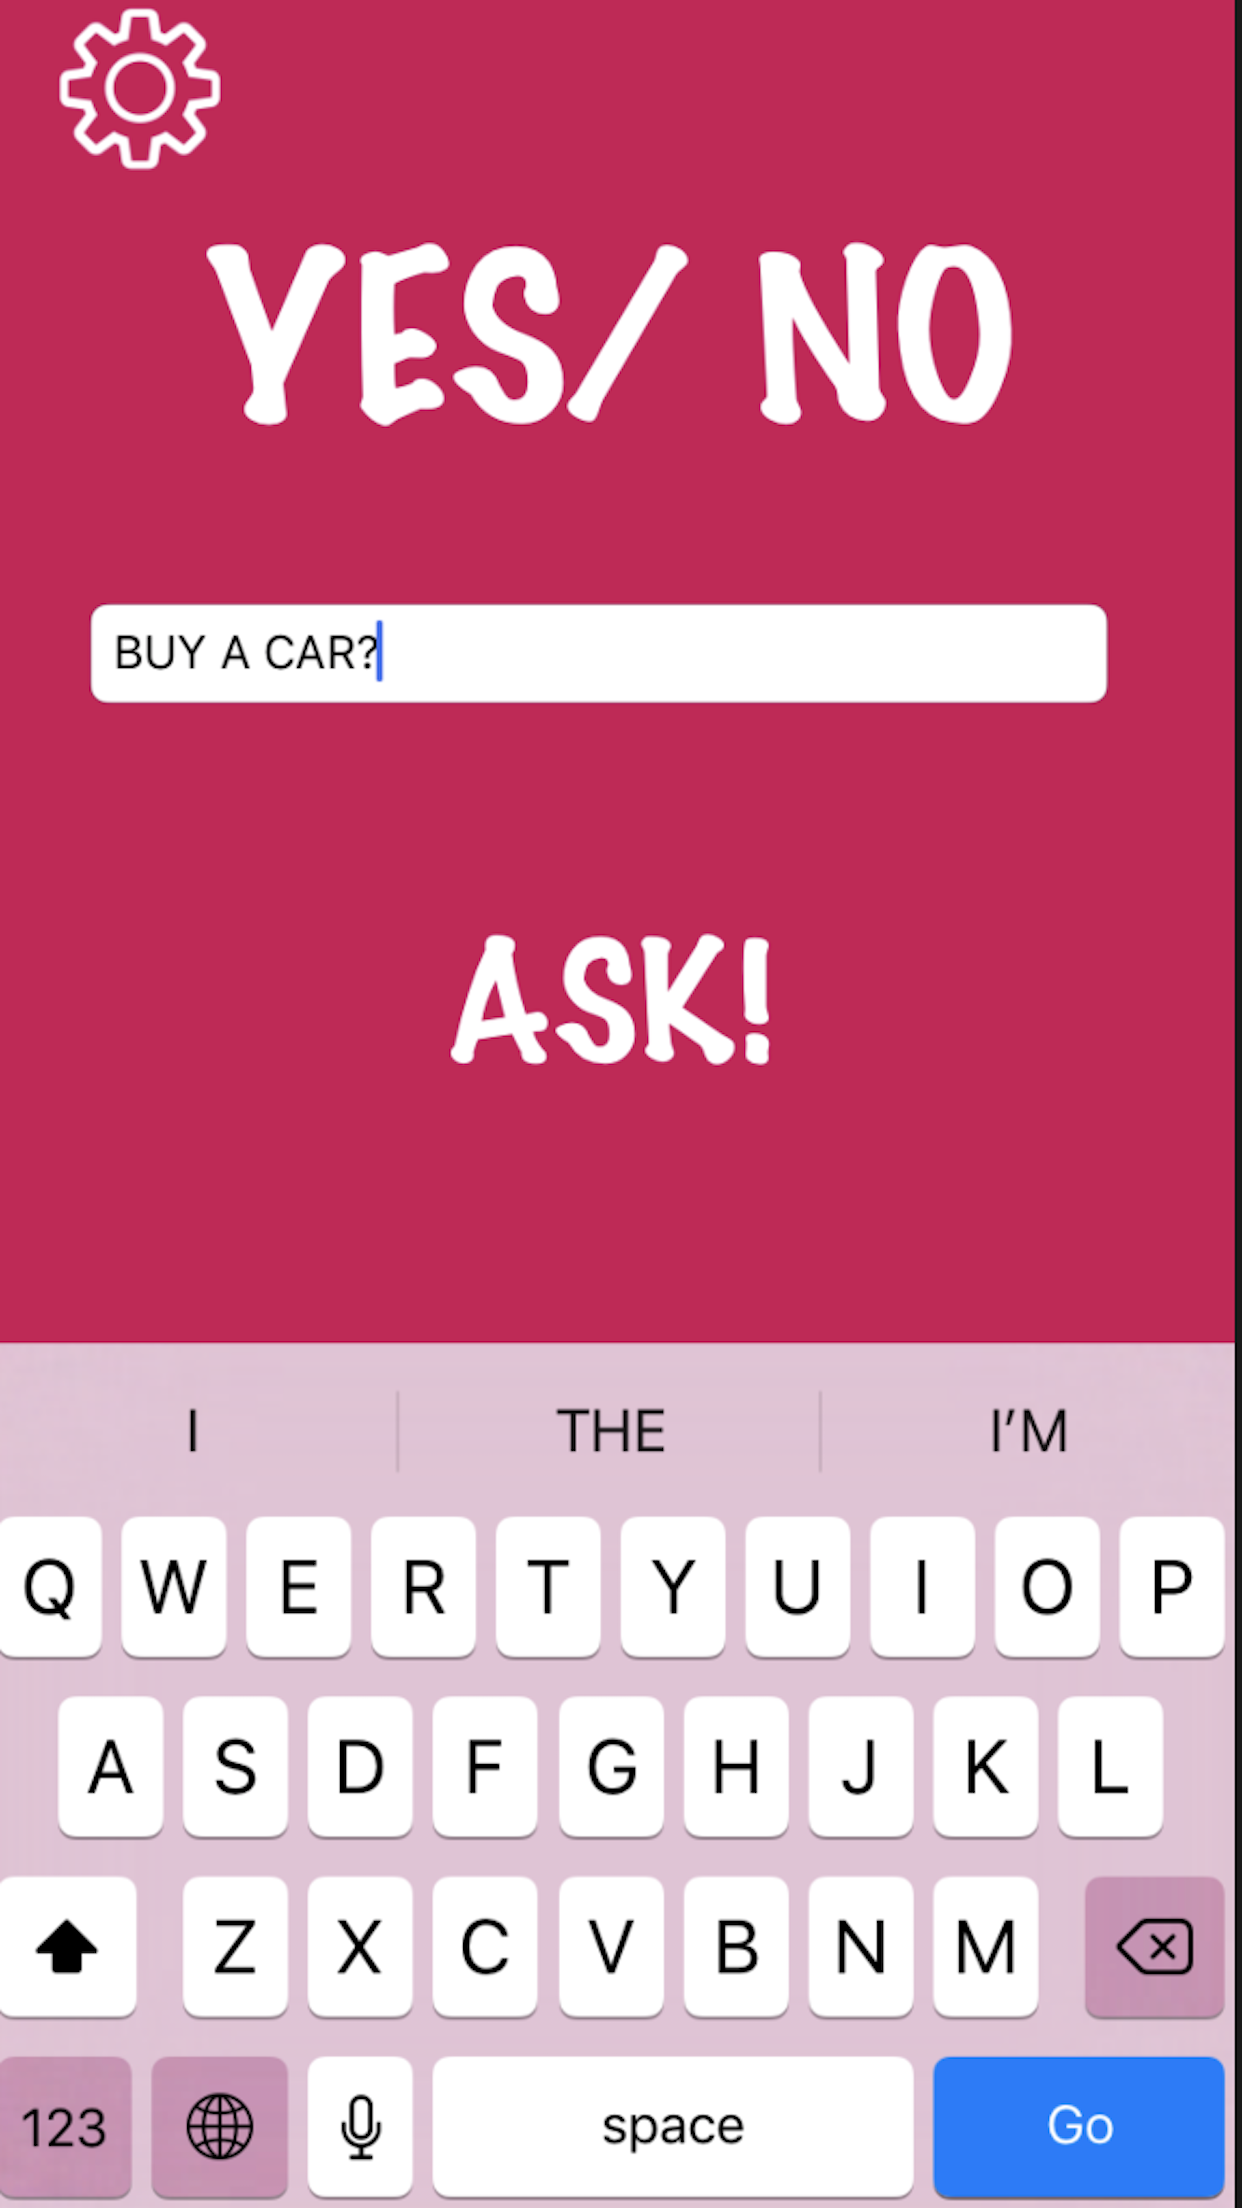 YES/ NO
BUY A CAR?
ASK!
I THE I'M
Q W E R T Y U I O P
A S D F G H J K L
Z X C V B N M
123 space Go